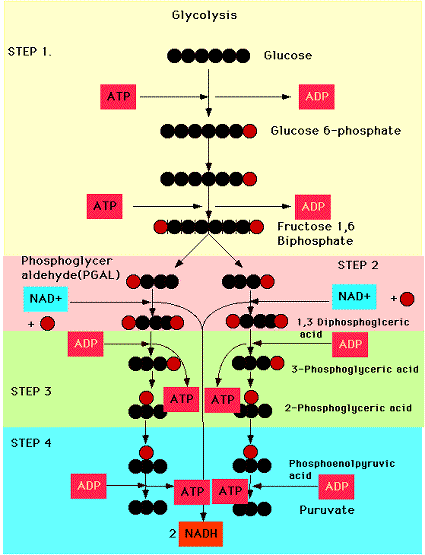 Glycolysis
STEP 1.
Glucose
ATP
ADP
Glucose 6-phosphate
ATP
ADP
Fructose 1,6
Biphosphate
Phosphoglycer
aldehyde(PGAL)
STEP 2
NAD+
NAD+
+
+
1,3 Diphosphoglceric
acid
ADP
ADP
3-Phosphoglyceric acid
STEP 3
ATP
ATP
2-Phosphoglyceric acid
STEP 4
Phosphoenolpyruvic
acid
ADP
ATP
ATP
ADP
Puruvate
2
NADH